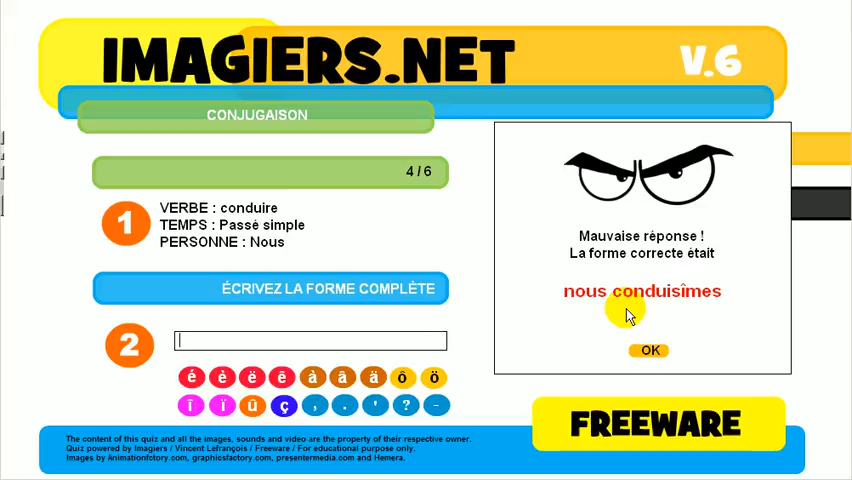 IMAGIERS.NET
V.6
CONJUGAISON
4 / 6
1
VERBE : conduire
TEMPS : Passé simple
PERSONNE : Nous
ÉCRIVEZ LA FORME COMPLÈTE
2
é è ë ê à â ä ô ö
î ï û ç , . ' ? -
Mauvaise réponse !
La forme correcte était
nous conduisîmes
OK
FREEWARE
The content of this quiz and all the images, sounds and video are the property of their respective owner.
Quiz powered by Imagiers / Vincent Lefrançois / Freeware / For educational purpose only.
Images by Animationfctory.com, graphicsfactory.com, presentermedia.com and Hemera.